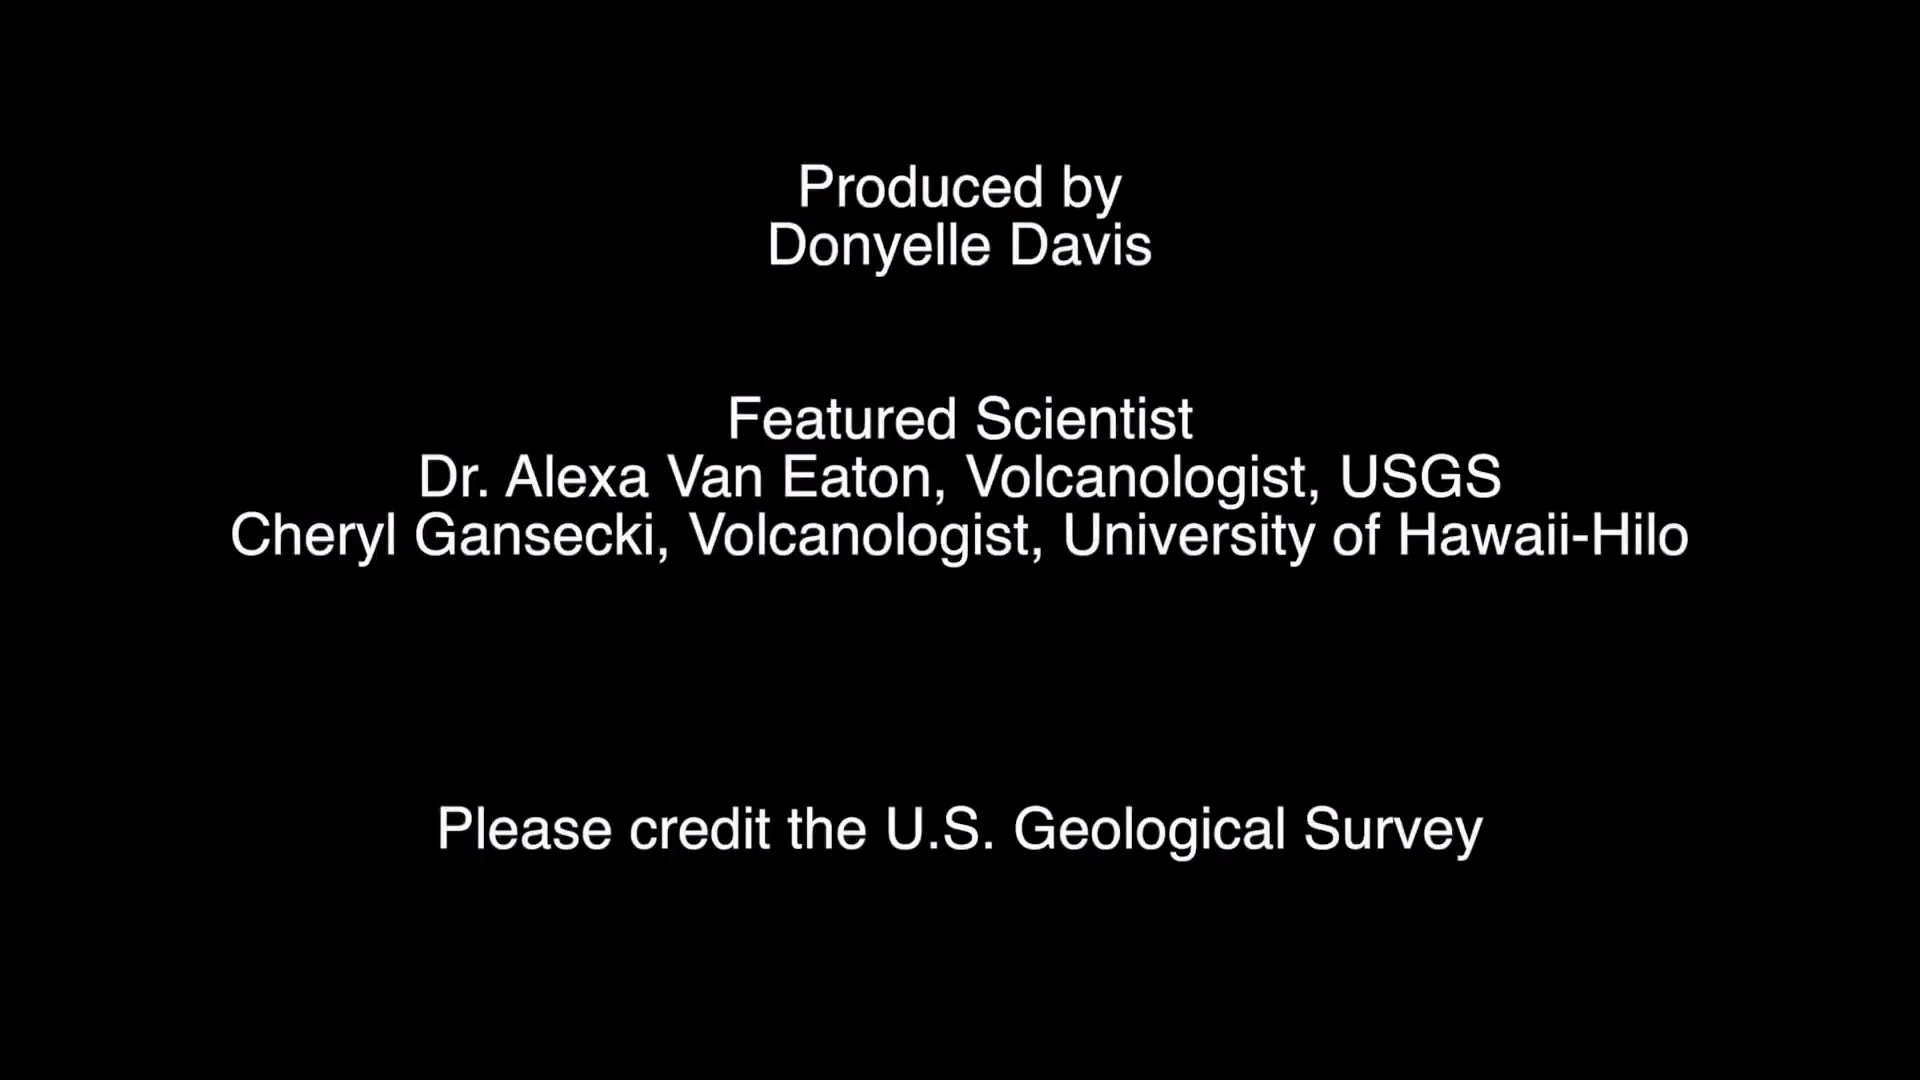 Produced by
Donyelle Davis
Featured Scientist
Dr. Alexa Van Eaton, Volcanologist, USGS
Cheryl Gansecki, Volcanologist, University of Hawaii-Hilo
Please credit the U.S. Geological Survey